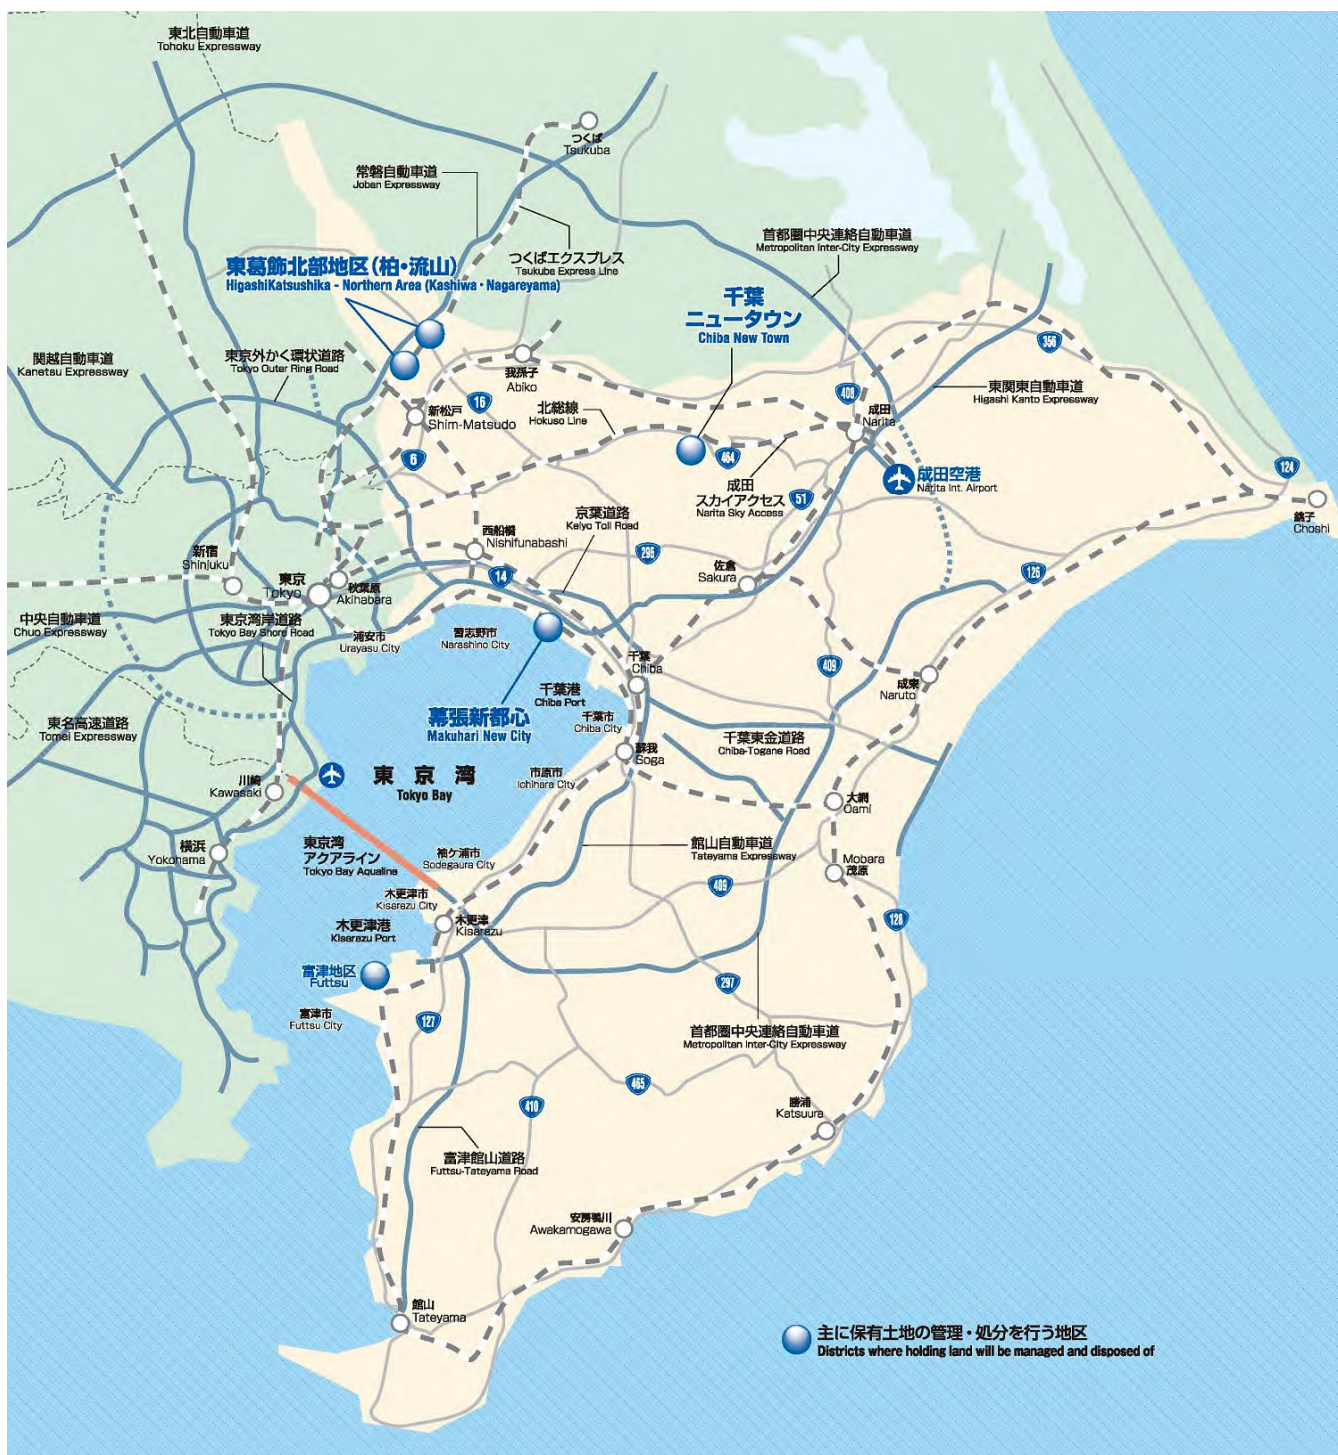 東北自動車道
Tohoku Expressway
つくば
Tsukuba
常磐自動車道
Joban Expressway
首都圏中央連絡自動車道
Metropolitan Inter-City Expressway
つくばエクスプレス
Tsukuba Express Line
東葛飾北部地区(柏・流山)
HigashiKatsushika - Northern Area (Kashiwa・Nagareyama)
千葉
ニュータウン
Chiba New Town
関越自動車道
Kanetsu Expressway
東京外かく環状道路
Tokyo Outer Ring Road
我孫子
Abiko
356
東関東自動車道
Higashi Kanto Expressway
16
408
新松戸
Shim-Matsudo
北総線
Hokuso Line
成田
Narita
6
464
124
成田空港
Narita Int. Airport
成田
スカイアクセス
Narita Sky Access
51
銚子
Choshi
京葉道路
Keiyo Toll Road
西船橋
Nishifunabashi
296
新宿
Shinjuku
東京
Tokyo
秋葉原
Akihabara
14
佐倉
Sakura
126
中央自動車道
Chuo Expressway
東京湾岸道路
Tokyo Bay Shore Road
浦安市
Urayasu City
習志野市
Narashino City
千葉
Chiba
409
成東
Naruto
千葉港
Chiba Port
幕張新都心
Makuhari New City
千葉市
Chiba City
東名高速道路
Tomei Expressway
千葉東金道路
Chiba-Togane Road
蘇我
Soga
川崎
Kawasaki
東京湾
Tokyo Bay
市原市
Ichihara City
大網
Oami
横浜
Yokohama
東京湾
アクアライン
Tokyo Bay Aqualine
袖ケ浦市
Sodegaura City
館山自動車道
Tateyama Expressway
Mobara
茂原
409
木更津市
Kisarazu City
木更津港
Kisarazu Port
木更津
Kisarazu
128
富津地区
Futtsu
297
富津市
Futtsu City
127
首都圏中央連絡自動車道
Metropolitan Inter-City Expressway
465
410
勝浦
Katsuura
富津館山道路
Futtsu-Tateyama Road
安房鴨川
Awakamogawa
館山
Tateyama
主に保有土地の管理・処分を行う地区
Districts where holding land will be managed and disposed of